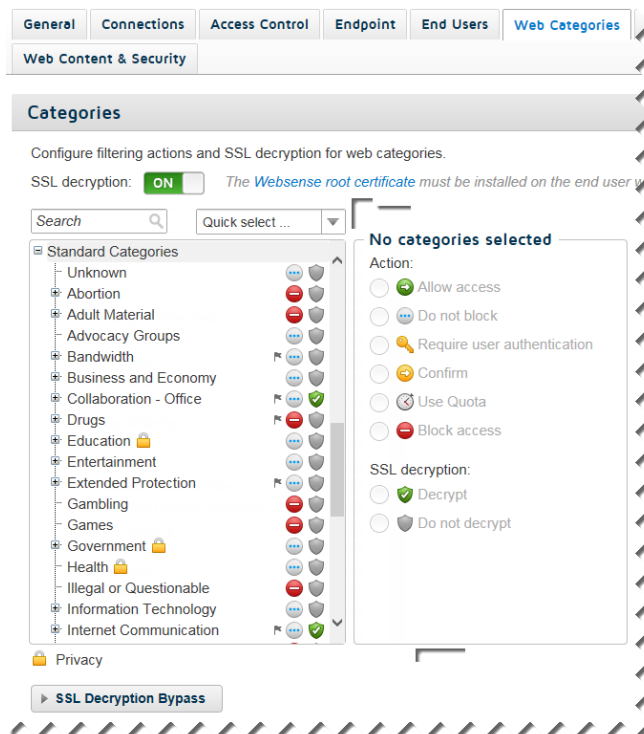 General Connections Access Control Endpoint End Users Web Categories
Web Content & Security
Categories
Configure filtering actions and SSL decryption for web categories.
SSL decryption: ON The Websense root certificate must be installed on the end user
Search Quick select ...
Standard Categories
Unknown
Abortion
Adult Material
Advocacy Groups
Bandwidth
Business and Economy
Collaboration - Office
Drugs
Education
Entertainment
Extended Protection
Gambling
Games
Government
Health
Illegal or Questionable
Information Technology
Internet Communication
No categories selected
Action:
Allow access
Do not block
Require user authentication
Confirm
Use Quota
Block access
SSL decryption:
Decrypt
Do not decrypt
Privacy
SSL Decryption Bypass